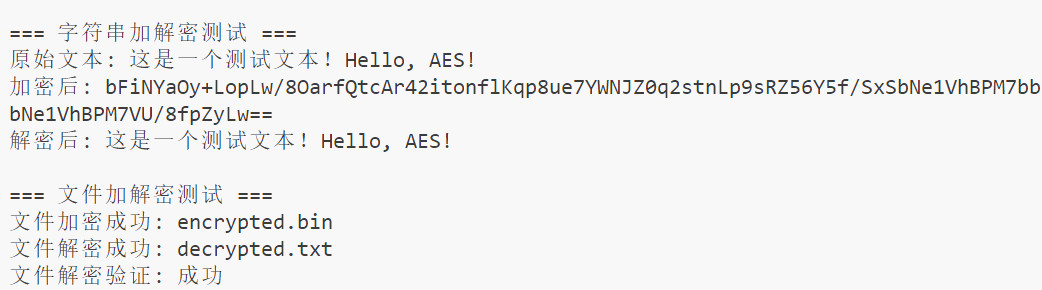 === 字符串加解密测试 ===
原始文本: 这是一个测试文本! Hello, AES!
加密后: bFiNYaOy+LopLw/8OarfQtcAr42itonflKqp8ue7YWNJZ0q2stnLp9sRZ56Y5f/SxSbNe1VhBPM7bb
bNe1VhBPM7VU/8fpZyLw==
解密后: 这是一个测试文本! Hello, AES!
=== 文件加解密测试 ===
文件加密成功: encrypted.bin
文件解密成功: decrypted.txt
文件解密验证: 成功